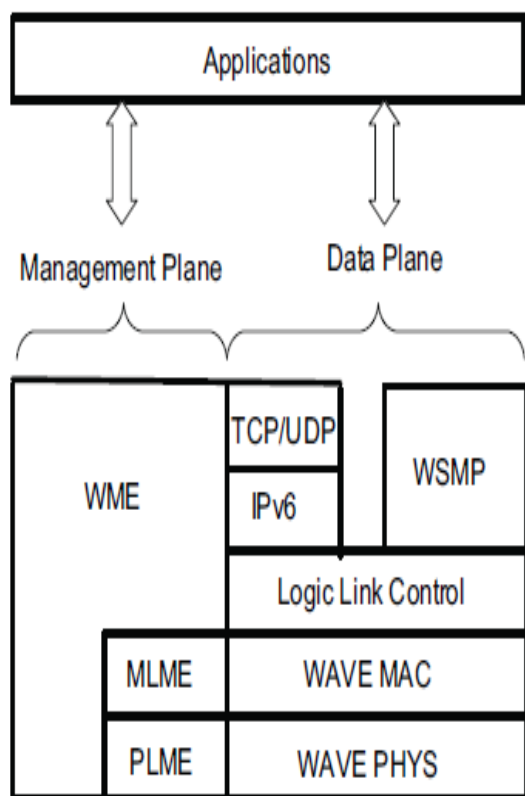 Applications
Management Plane
Data Plane
WME
TCP/UDP
IPv6
WSMP
Logic Link Control
MLME
WAVE MAC
PLME
WAVE PHYS